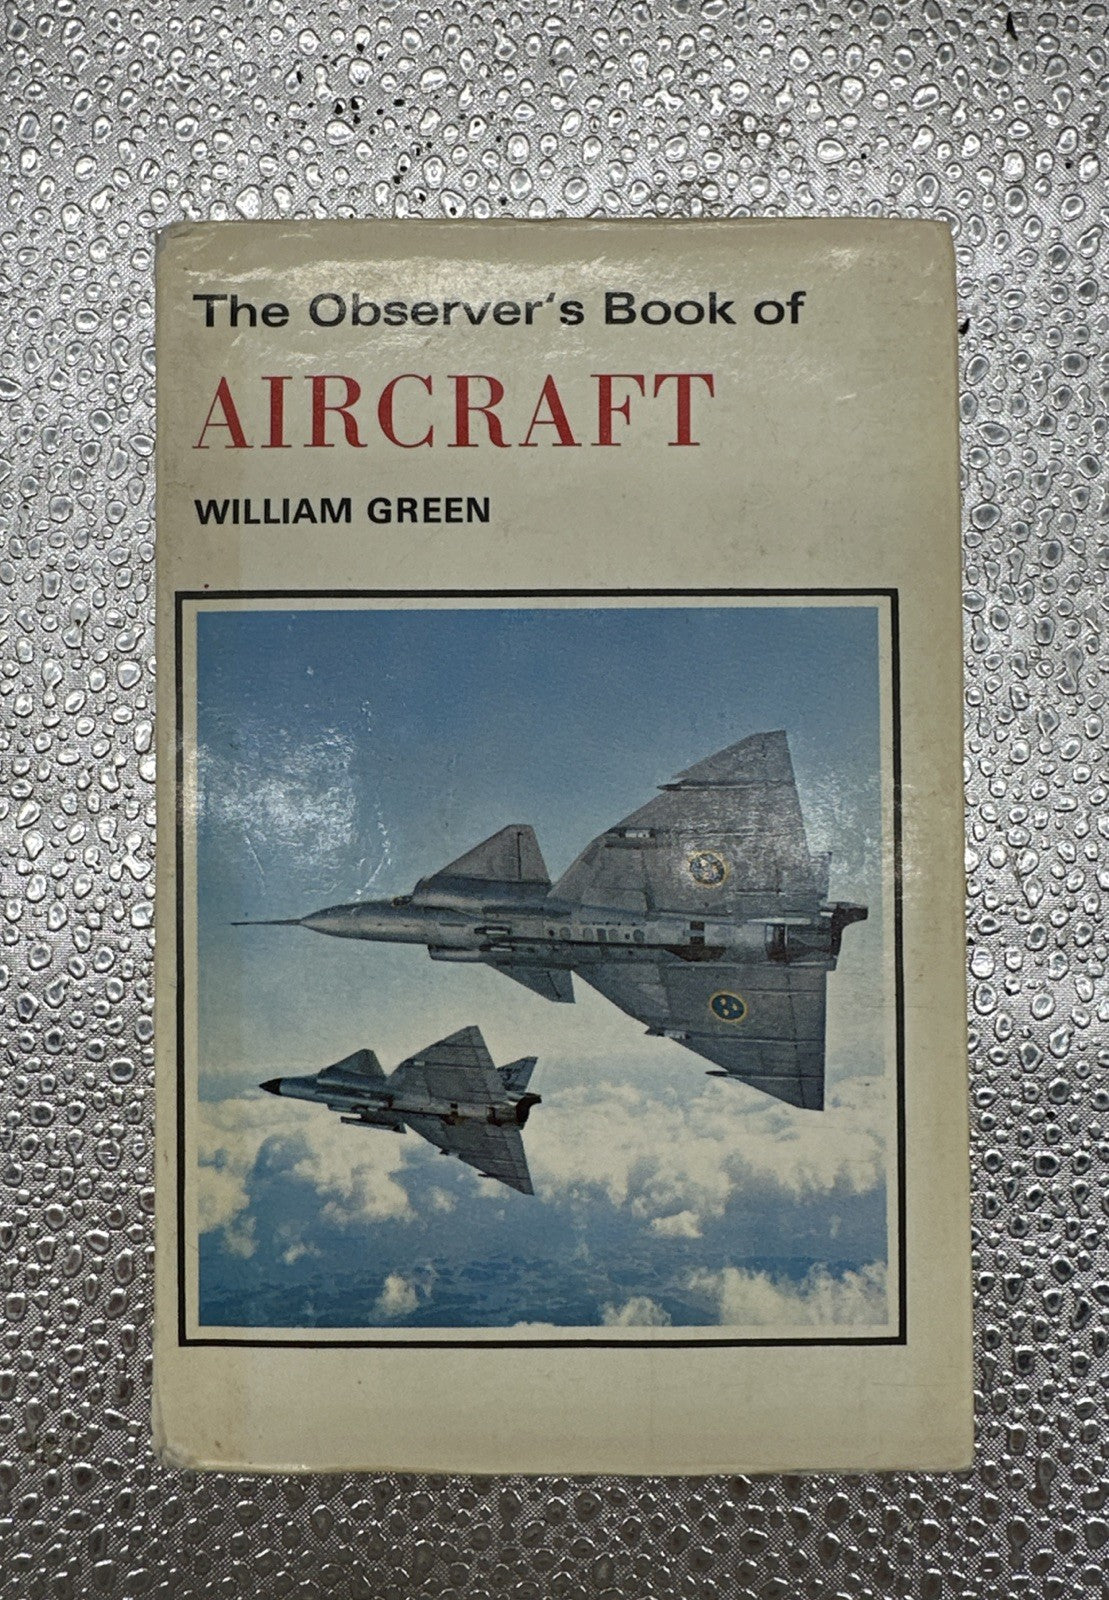 The Observer's Book of
AIRCRAFT
WILLIAM GREEN